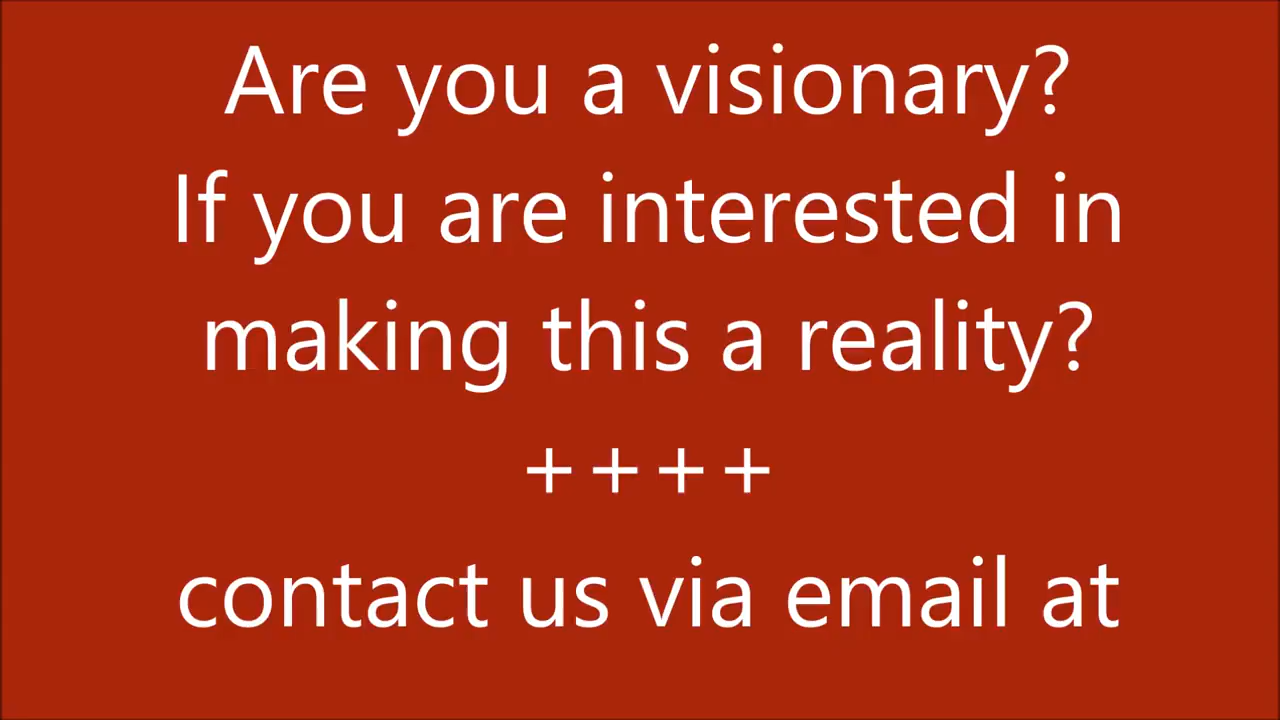 Are you a visionary?
If you are interested in
making this a reality?
++++
contact us via email at